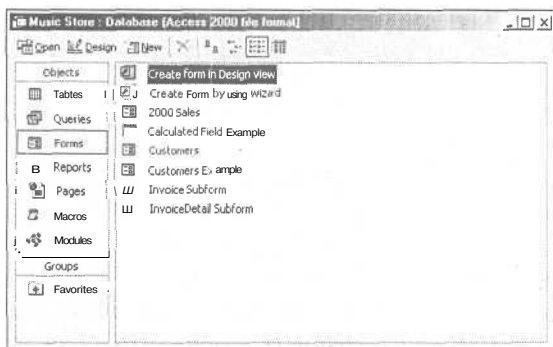 Music Store : Database (Access 2000 file format)
Open Design New
Objects
Tables
Queries
Forms
Reports
Pages
Macros
Modules
Groups
Favorites
Create form in Design view
Create Form by using wizard
2000 Sales
Calculated Field Example
Customers
Customers Example
Invoice Subform
InvoiceDetail Subform